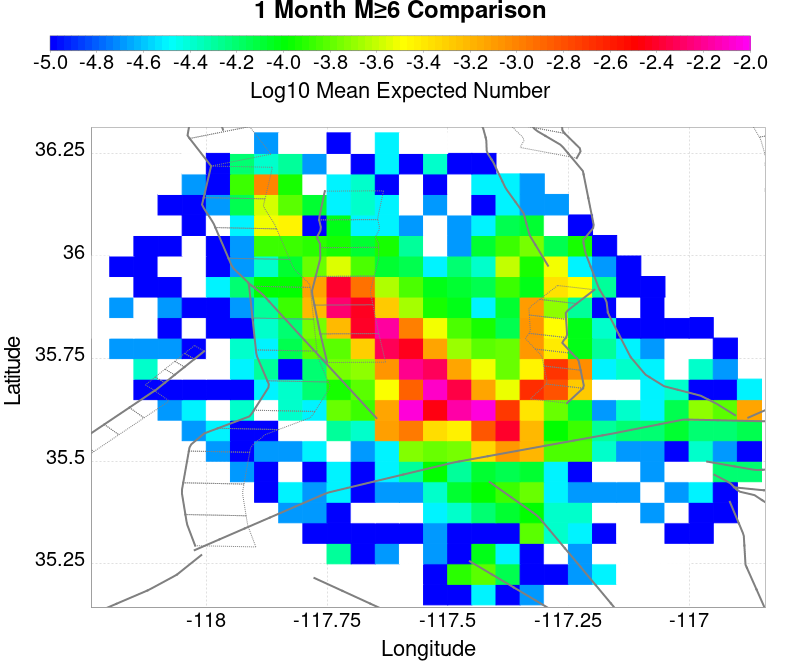 1 Month M≥6 Comparison
-5.0 -4.8 -4.6 -4.4 -4.2 -4.0 -3.8 -3.6 -3.4 -3.2 -3.0 -2.8 -2.6 -2.4 -2.2 -2.0
Log10 Mean Expected Number
36.25
36
35.75
35.5
35.25
Latitude
-118 -117.75 -117.5 -117.25 -117
Longitude